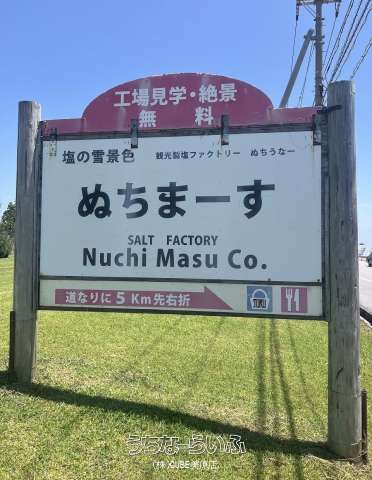 工場見学・絶景
無料
塩の雪景色 観光製塩ファクトリー ぬちうなー
ぬちまーす
SALT FACTORY
Nuchi Masu Co.
道なりに5Km先右折
うちなーらいふ